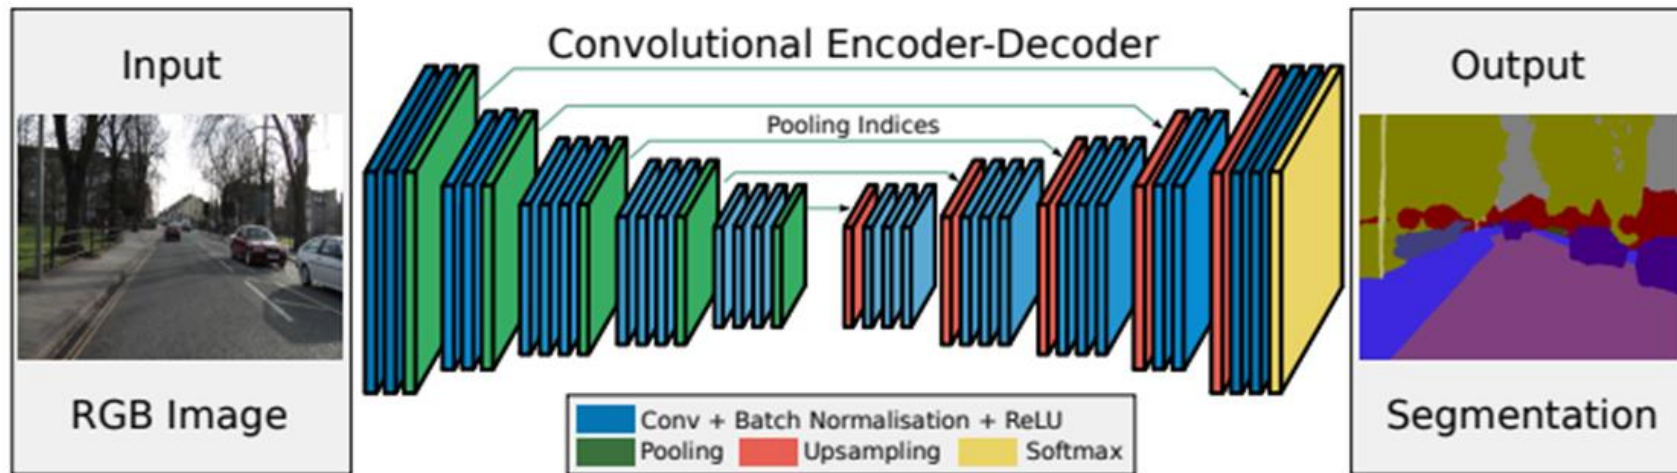 Input
RGB Image
Convolutional Encoder-Decoder
Pooling Indices
Conv + Batch Normalisation + ReLU
Pooling
Upsampling
Softmax
Output
Segmentation